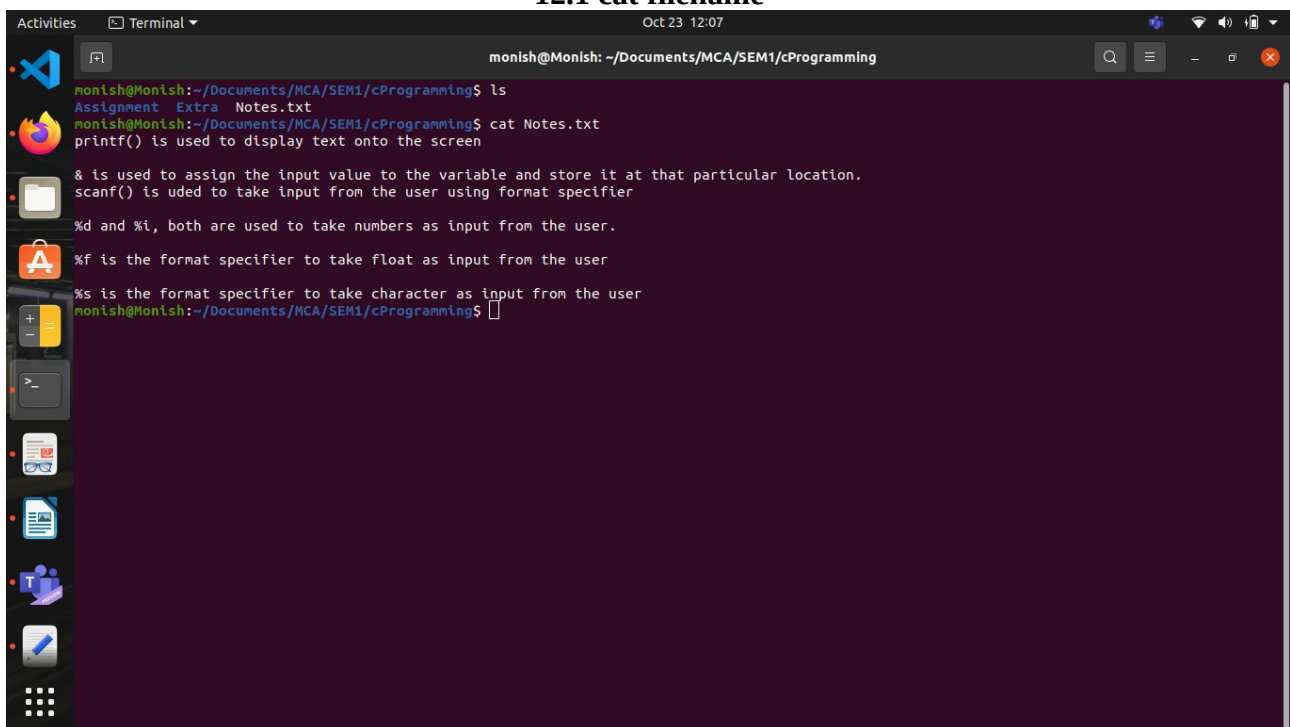 12.1 cat filename
Activities Terminal Oct 23 12:07
monish@Monish: ~/Documents/MCA/SEM1/cProgramming
monish@Monish:~/Documents/MCA/SEM1/cProgramming$ ls
Assignment Extra Notes.txt
monish@Monish:~/Documents/MCA/SEM1/cProgramming$ cat Notes.txt
printf() is used to display text onto the screen
& is used to assign the input value to the variable and store it at that particular location.
scanf() is uded to take input from the user using format specifier
%d and %i, both are used to take numbers as input from the user.
%f is the format specifier to take float as input from the user
%s is the format specifier to take character as input from the user
monish@Monish:~/Documents/MCA/SEM1/cProgramming$